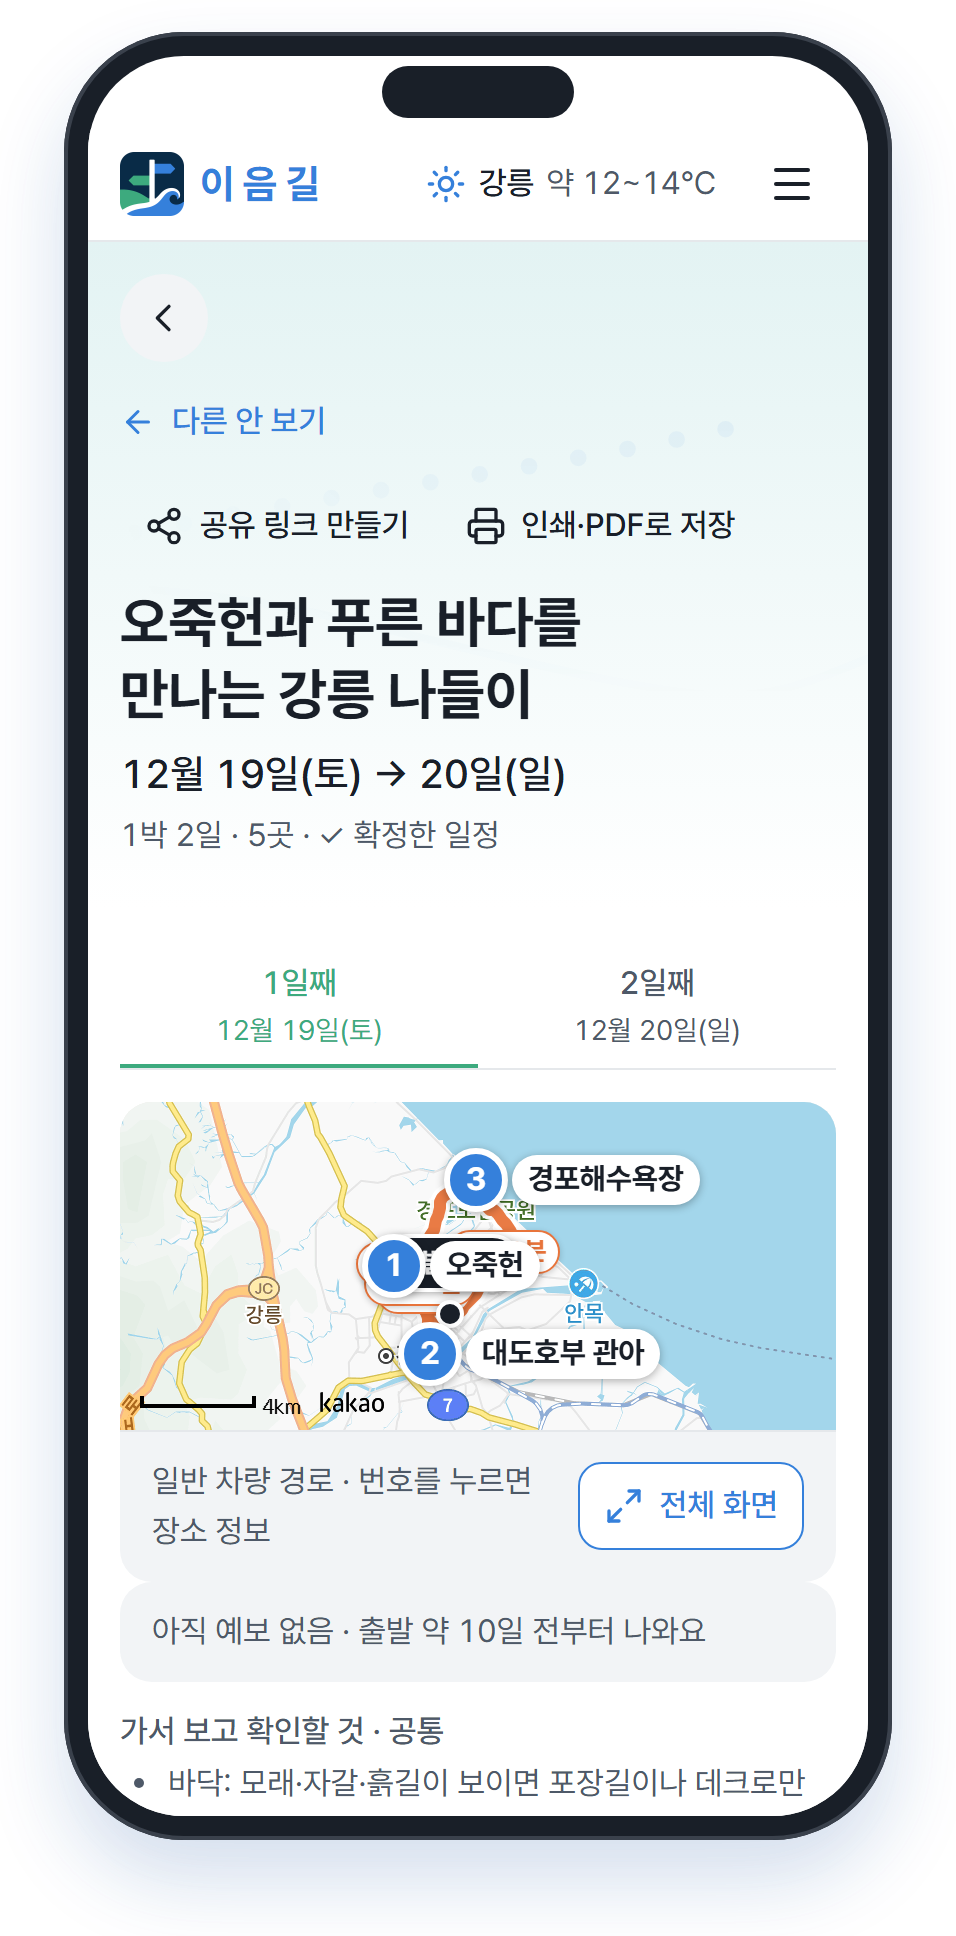 이음길
강릉 약 12~14°C
다른 안 보기
공유 링크 만들기
인쇄·PDF로 저장
오죽헌과 푸른 바다를
만나는 강릉 나들이
12월 19일(토) → 20일(일)
1박 2일 · 5곳 · ✓ 확정한 일정
1일째
12월 19일(토)
2일째
12월 20일(일)
3 경포해수욕장
1 오죽헌
JC
강릉
안목
2 대도호부 관아
4km kakao
7
일반 차량 경로 · 번호를 누르면
장소 정보
전체 화면
아직 예보 없음 · 출발 약 10일 전부터 나와요
가서 보고 확인할 것 · 공통
• 바닥: 모래·자갈·흙길이 보이면 포장길이나 데크로만